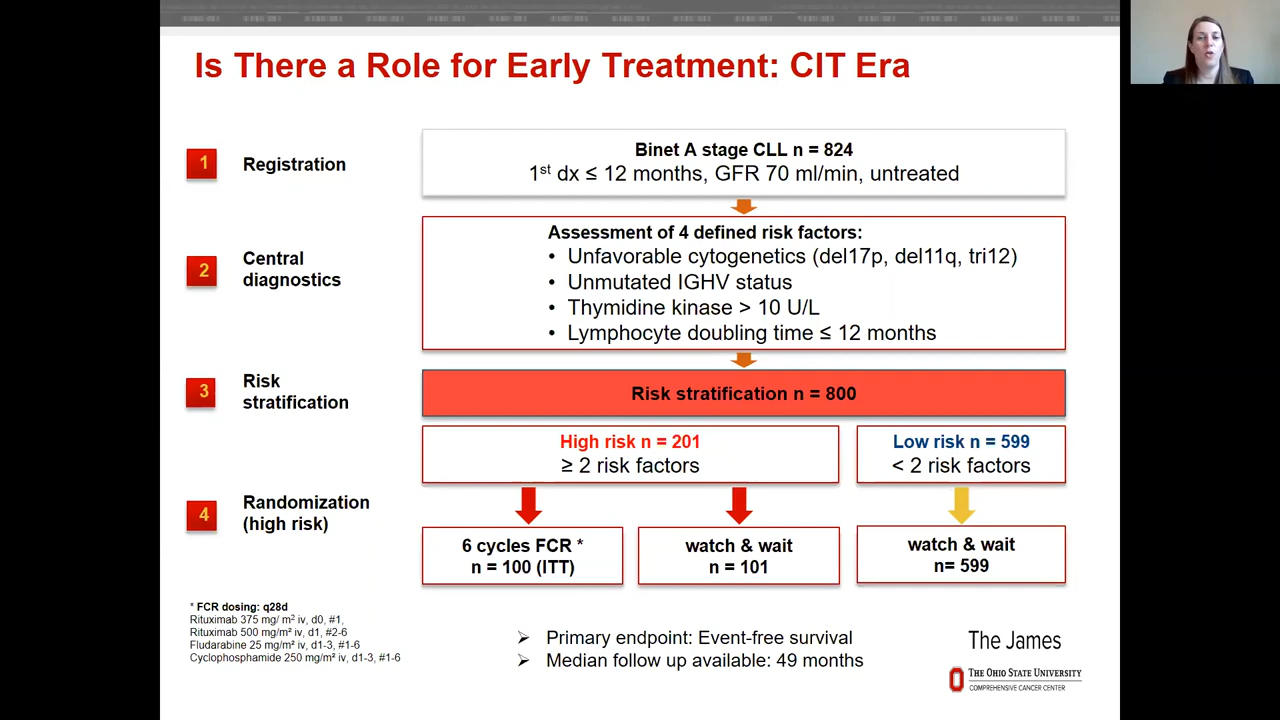 Is There a Role for Early Treatment: CIT Era
1
Registration
Binet A stage CLL n = 824
1st dx ≤ 12 months, GFR 70 ml/min, untreated
2
Central
diagnostics
Assessment of 4 defined risk factors:
• Unfavorable cytogenetics (del17p, del11q, tri12)
• Unmutated IGHV status
• Thymidine kinase > 10 U/L
• Lymphocyte doubling time ≤ 12 months
3
Risk
stratification
Risk stratification n = 800
High risk n = 201
≥ 2 risk factors
Low risk n = 599
< 2 risk factors
4
Randomization
(high risk)
6 cycles FCR *
n = 100 (ITT)
watch & wait
n = 101
watch & wait
n= 599
* FCR dosing: q28d
Rituximab 375 mg/ m² iv, d0, #1,
Rituximab 500 mg/m² iv, d1, #2-6
Fludarabine 25 mg/m² iv, d1-3, #1-6
Cyclophosphamide 250 mg/m² iv, d1-3, #1-6
➢ Primary endpoint: Event-free survival
➢ Median follow up available: 49 months
The James
THE OHIO STATE UNIVERSITY
COMPREHENSIVE CANCER CENTER